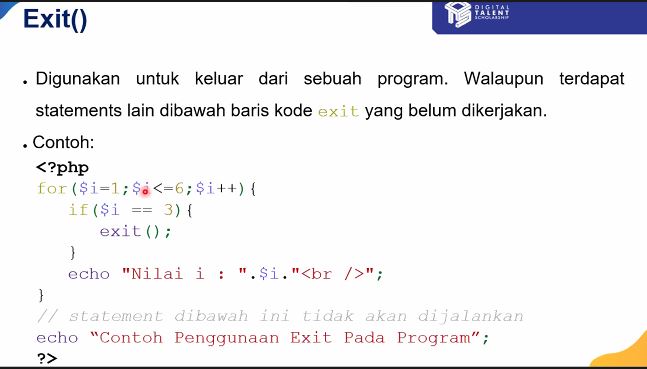 Exit()
DIGITAL
TALENT
SCHOLARSHIP
• Digunakan untuk keluar dari sebuah program. Walaupun terdapat
statements lain dibawah baris kode exit yang belum dikerjakan.
• Contoh:
<?php
for($i=1;$i<=6;$i++){
if($i == 3){
exit();
}
echo "Nilai i : ".$i."<br />";
}
// statement dibawah ini tidak akan dijalankan
echo “Contoh Penggunaan Exit Pada Program”;
?>